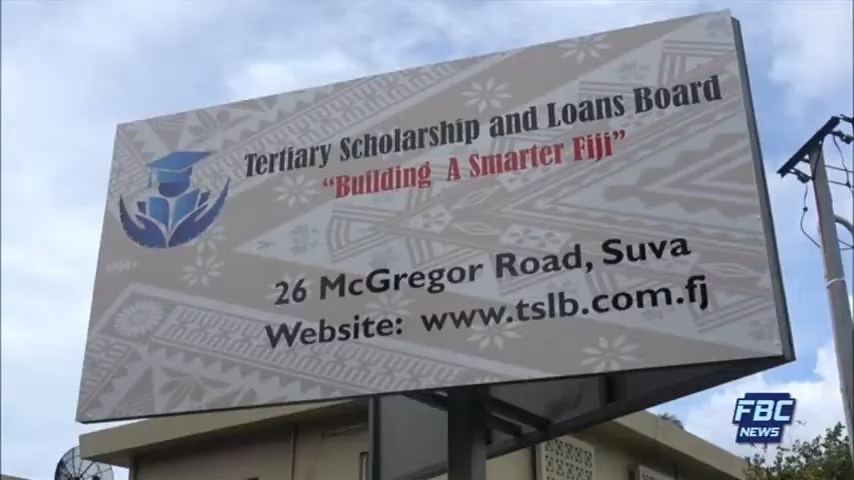 Tertiary Scholarship and Loans Board
“Building A Smarter Fiji”
26 McGregor Road, Suva
Website: www.tslb.com.fj
FBC
NEWS